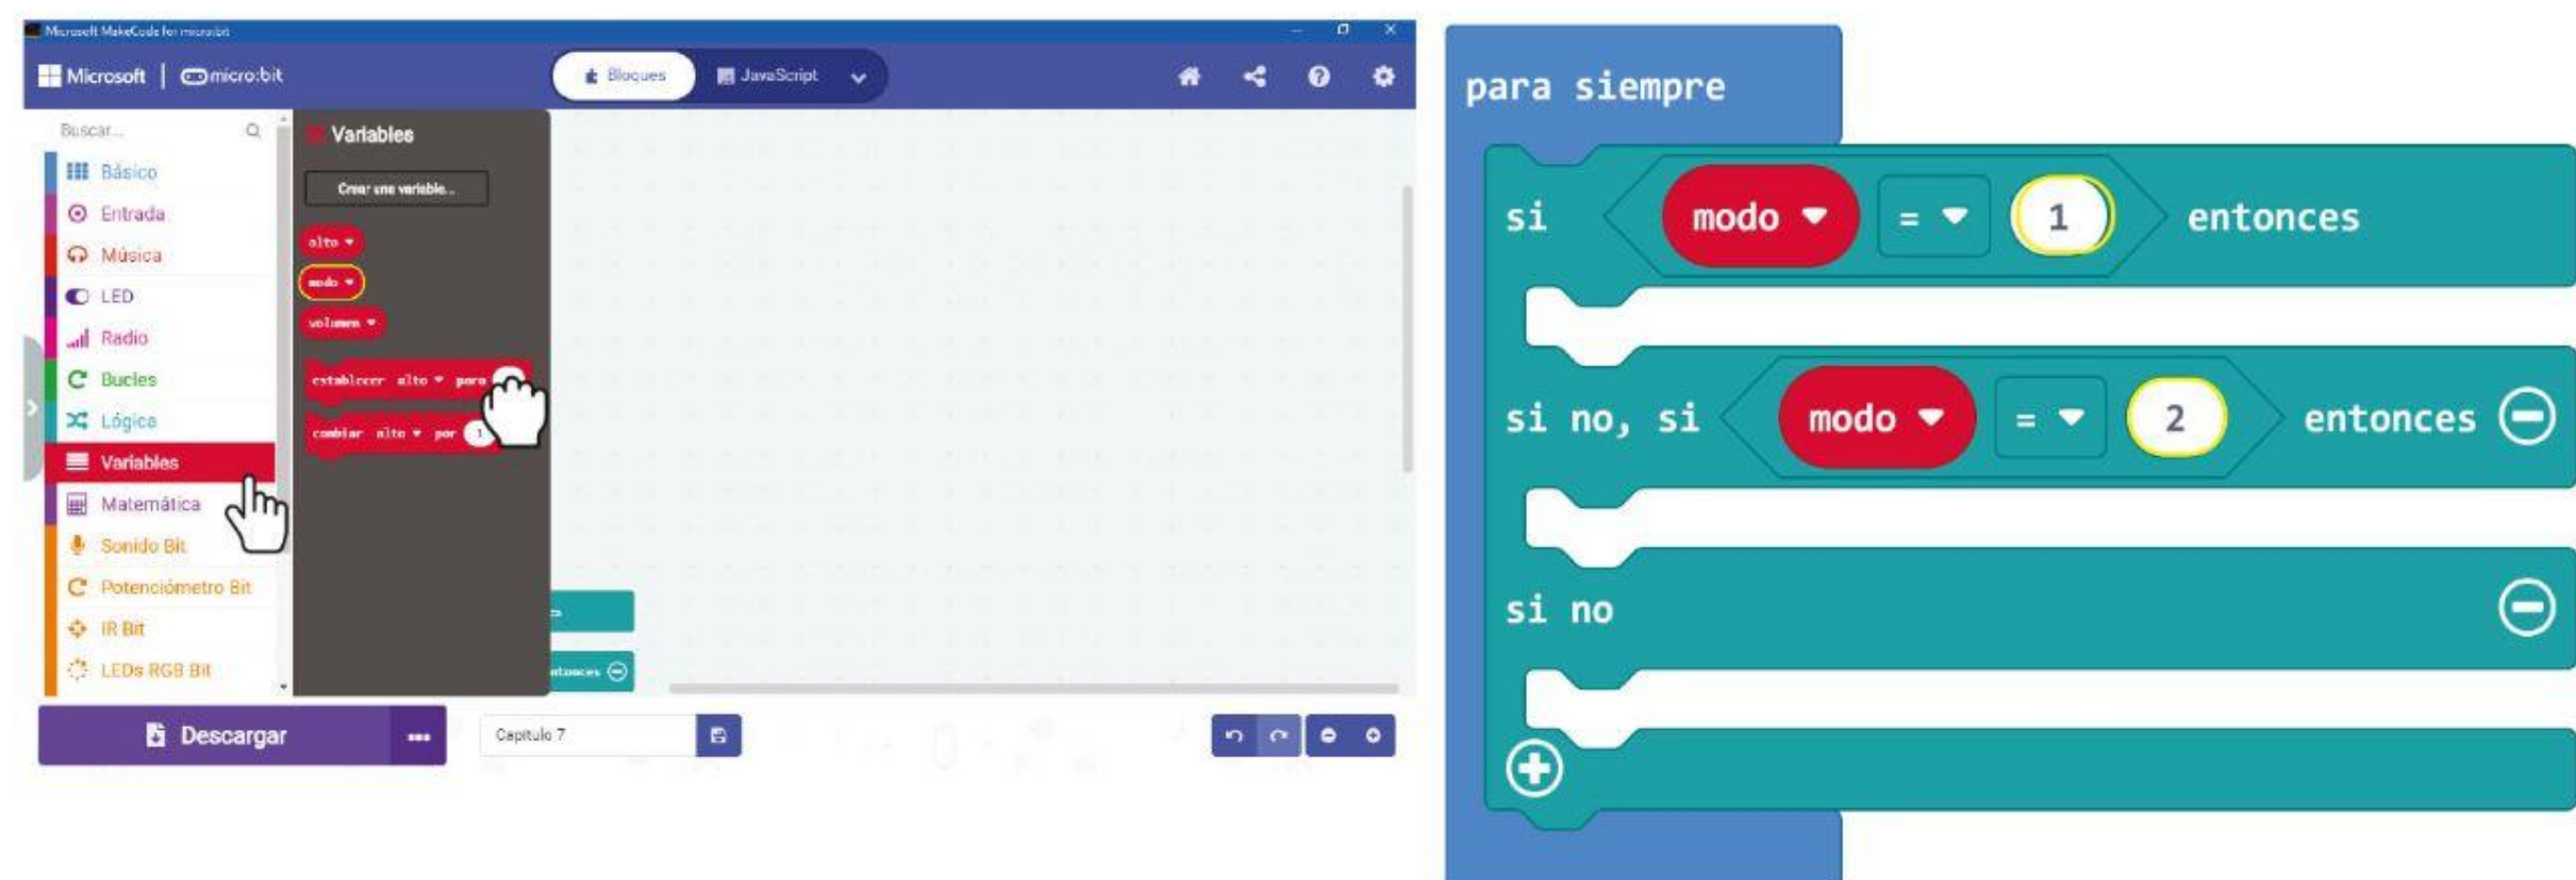 Microsoft MakeCode for micro:bit
Microsoft | micro:bit
Bloques
JavaScript
Buscar...
Básico
Entrada
Música
LED
Radio
Bucles
Lógica
Variables
Matemática
Sonido Bit
Potenciómetro Bit
IR Bit
LEDs RGB Bit
Variables
Crear una variable...
alto
modo
volumen
establecer alto para
cambiar alto por 1
entonces
Descargar
Capitulo 7
para siempre
si modo = 1 entonces
si no, si modo = 2 entonces
si no